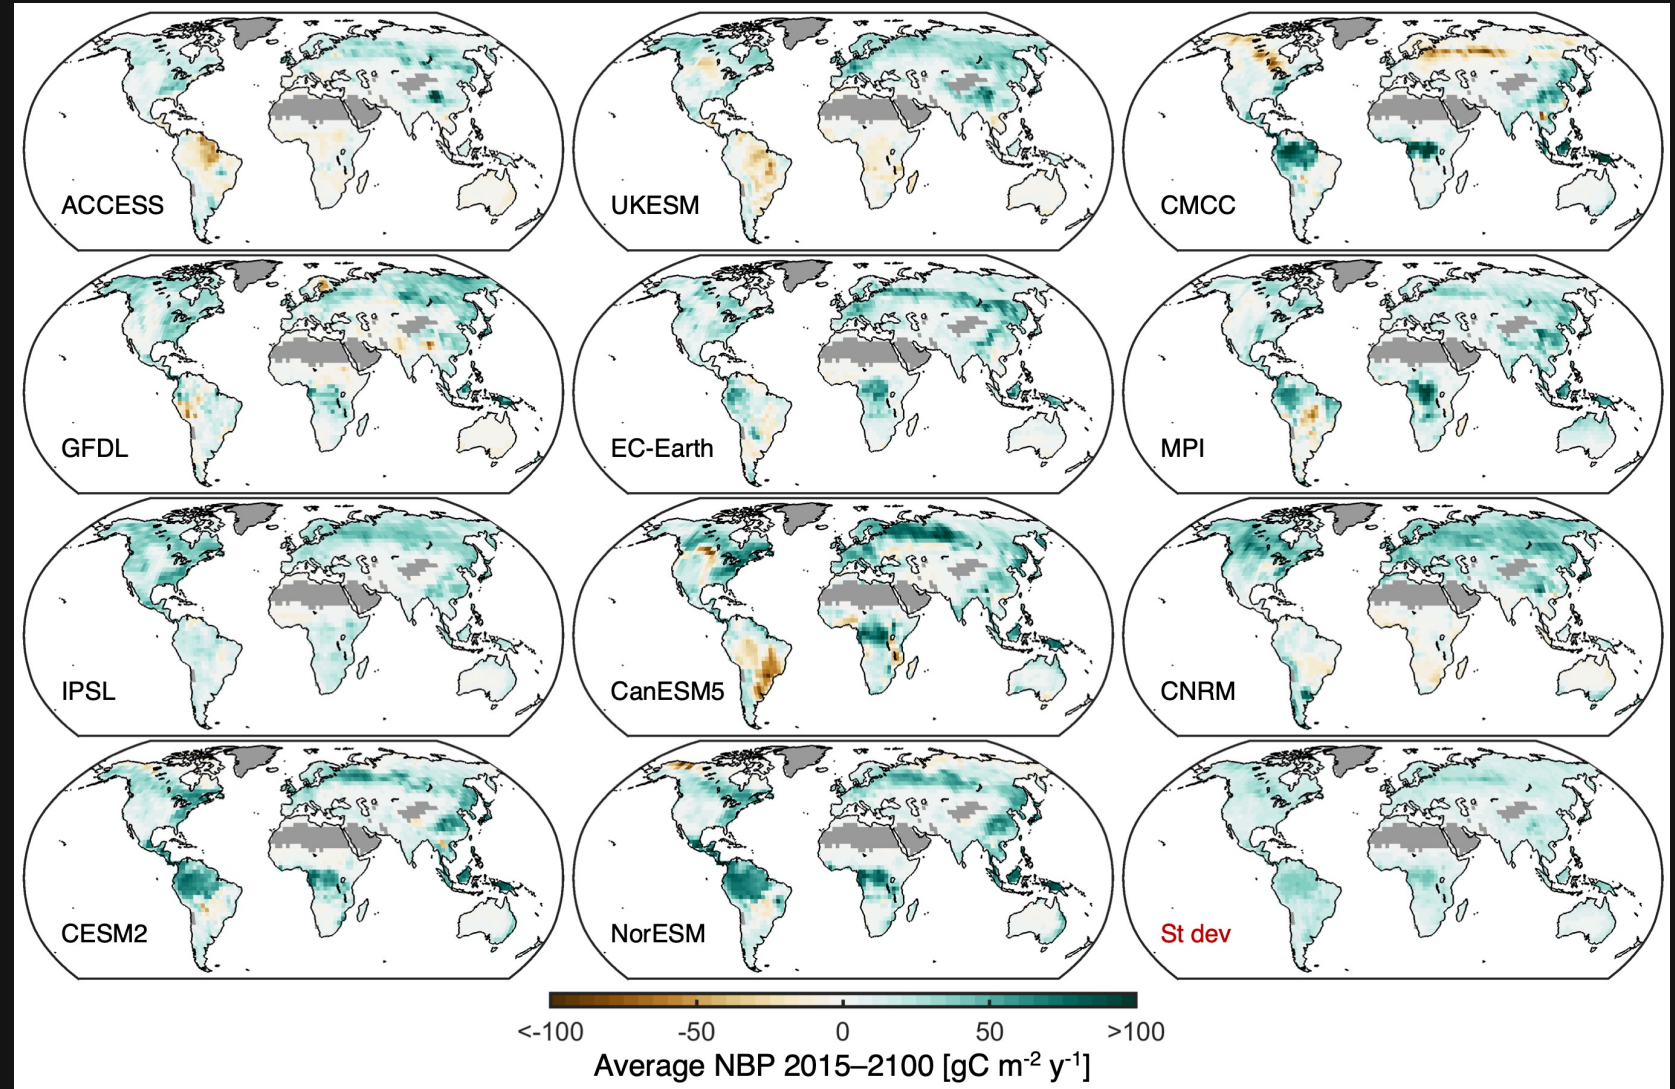 ACCESS
UKESM
CMCC
GFDL
EC-Earth
MPI
IPSL
CanESM5
CNRM
CESM2
NorESM
St dev
<-100 -50 0 50 >100
Average NBP 2015–2100 [gC m⁻² y⁻¹]